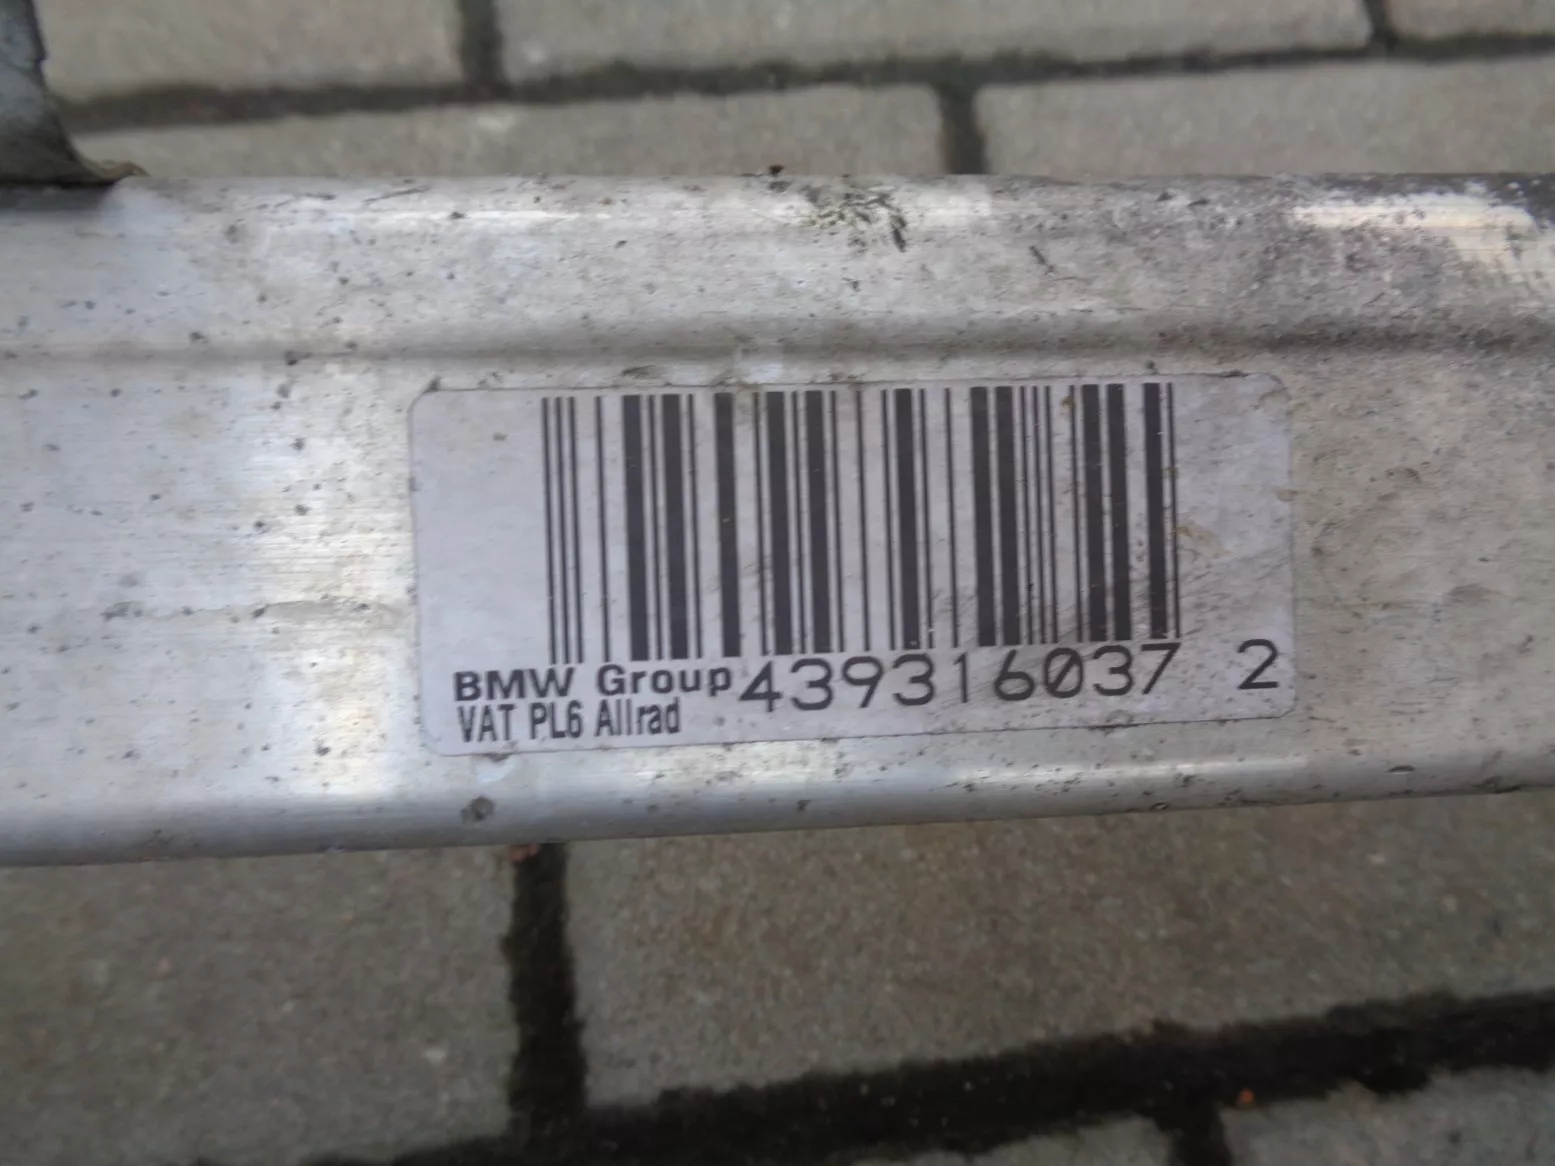 BMW Group 439316037 2
VAT PL6 Allrad